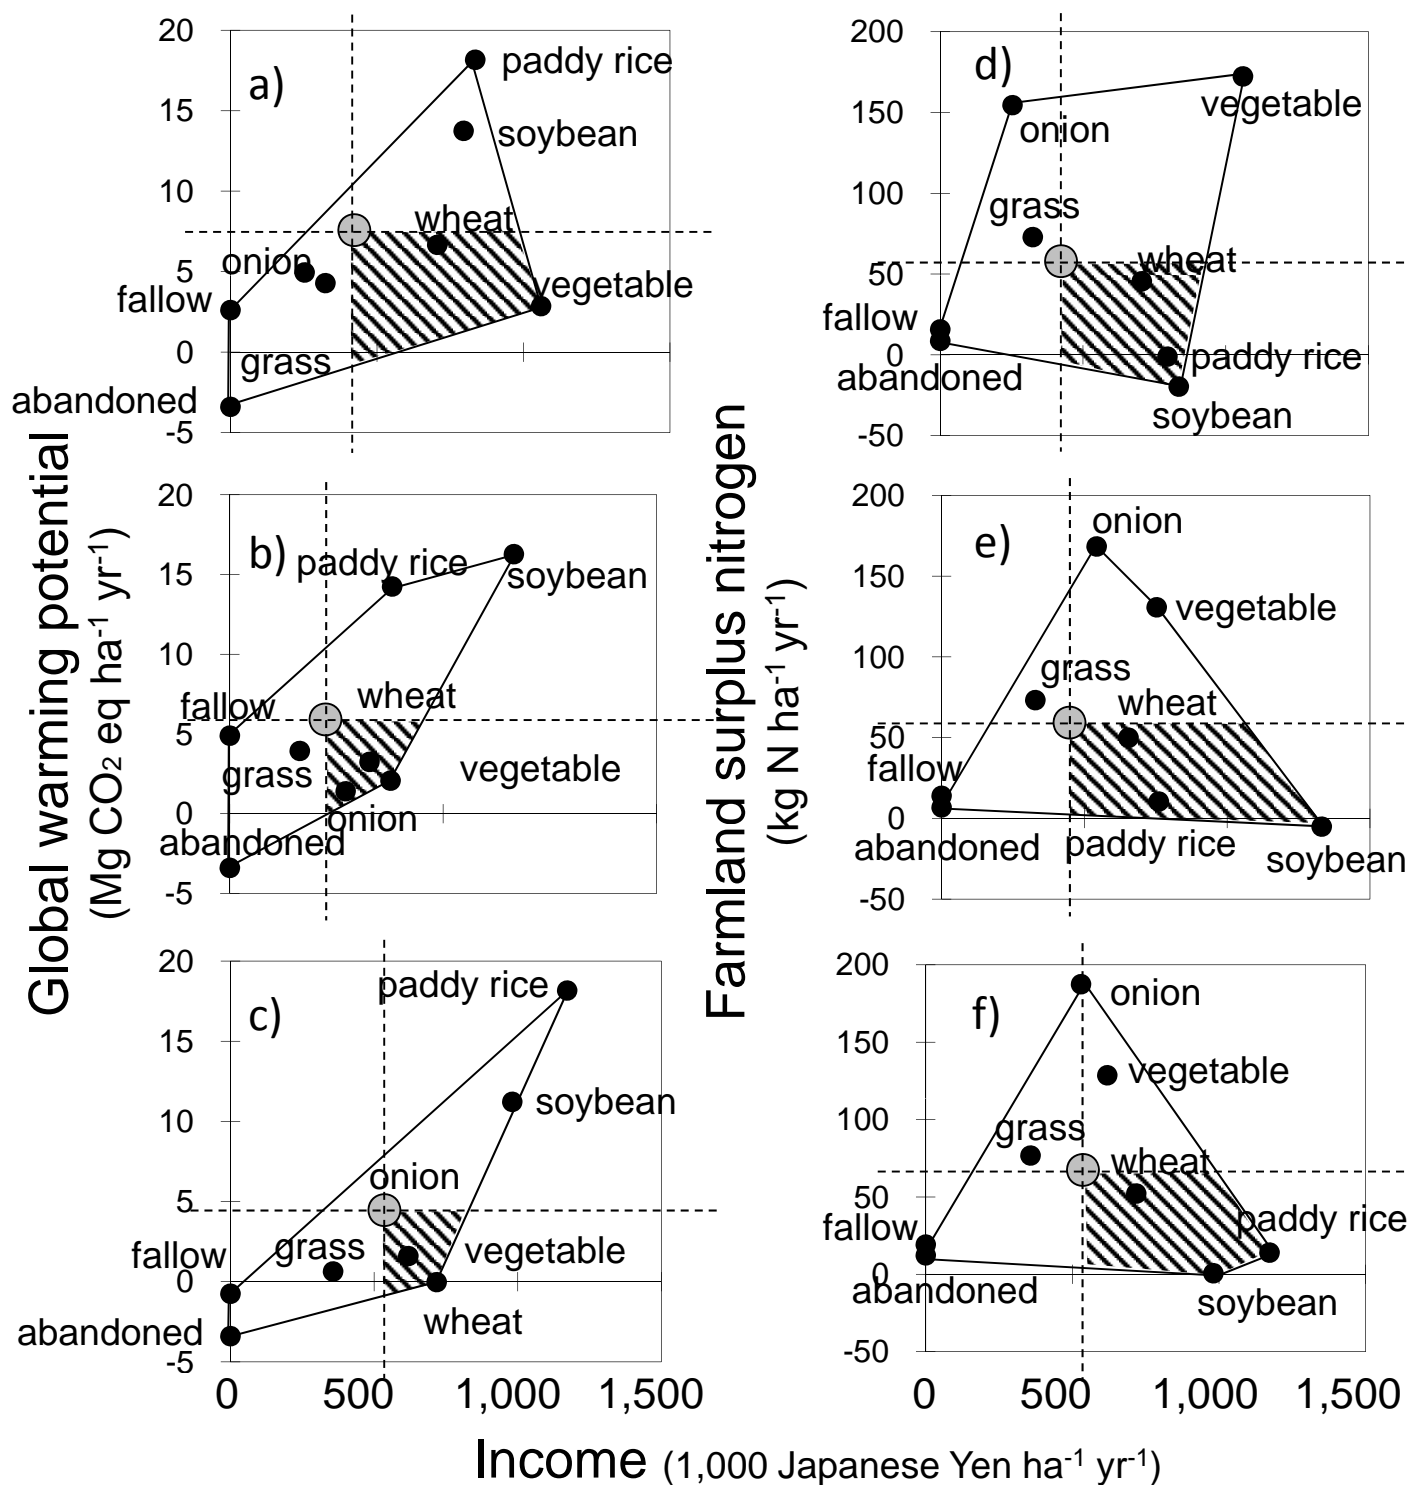 Global warming potential
(Mg CO₂ eq ha⁻¹ yr⁻¹)
a)
20
15
10
5
0
-5
paddy rice
soybean
wheat
onion
fallow
vegetable
grass
abandoned
b)
20
15
10
5
0
-5
paddy rice
soybean
wheat
fallow
grass
vegetable
onion
abandoned
c)
20
15
10
5
0
-5
paddy rice
soybean
onion
grass
fallow
vegetable
wheat
abandoned
0
500
1,000
1,500
Farmland surplus nitrogen
(kg N ha⁻¹ yr⁻¹)
d)
200
150
100
50
0
-50
vegetable
onion
grass
wheat
fallow
paddy rice
abandoned
soybean
e)
200
150
100
50
0
-50
onion
vegetable
grass
wheat
fallow
abandoned
paddy rice
soybean
f)
200
150
100
50
0
-50
onion
vegetable
grass
wheat
fallow
paddy rice
abandoned
soybean
0
500
1,000
1,500
Income (1,000 Japanese Yen ha⁻¹ yr⁻¹)